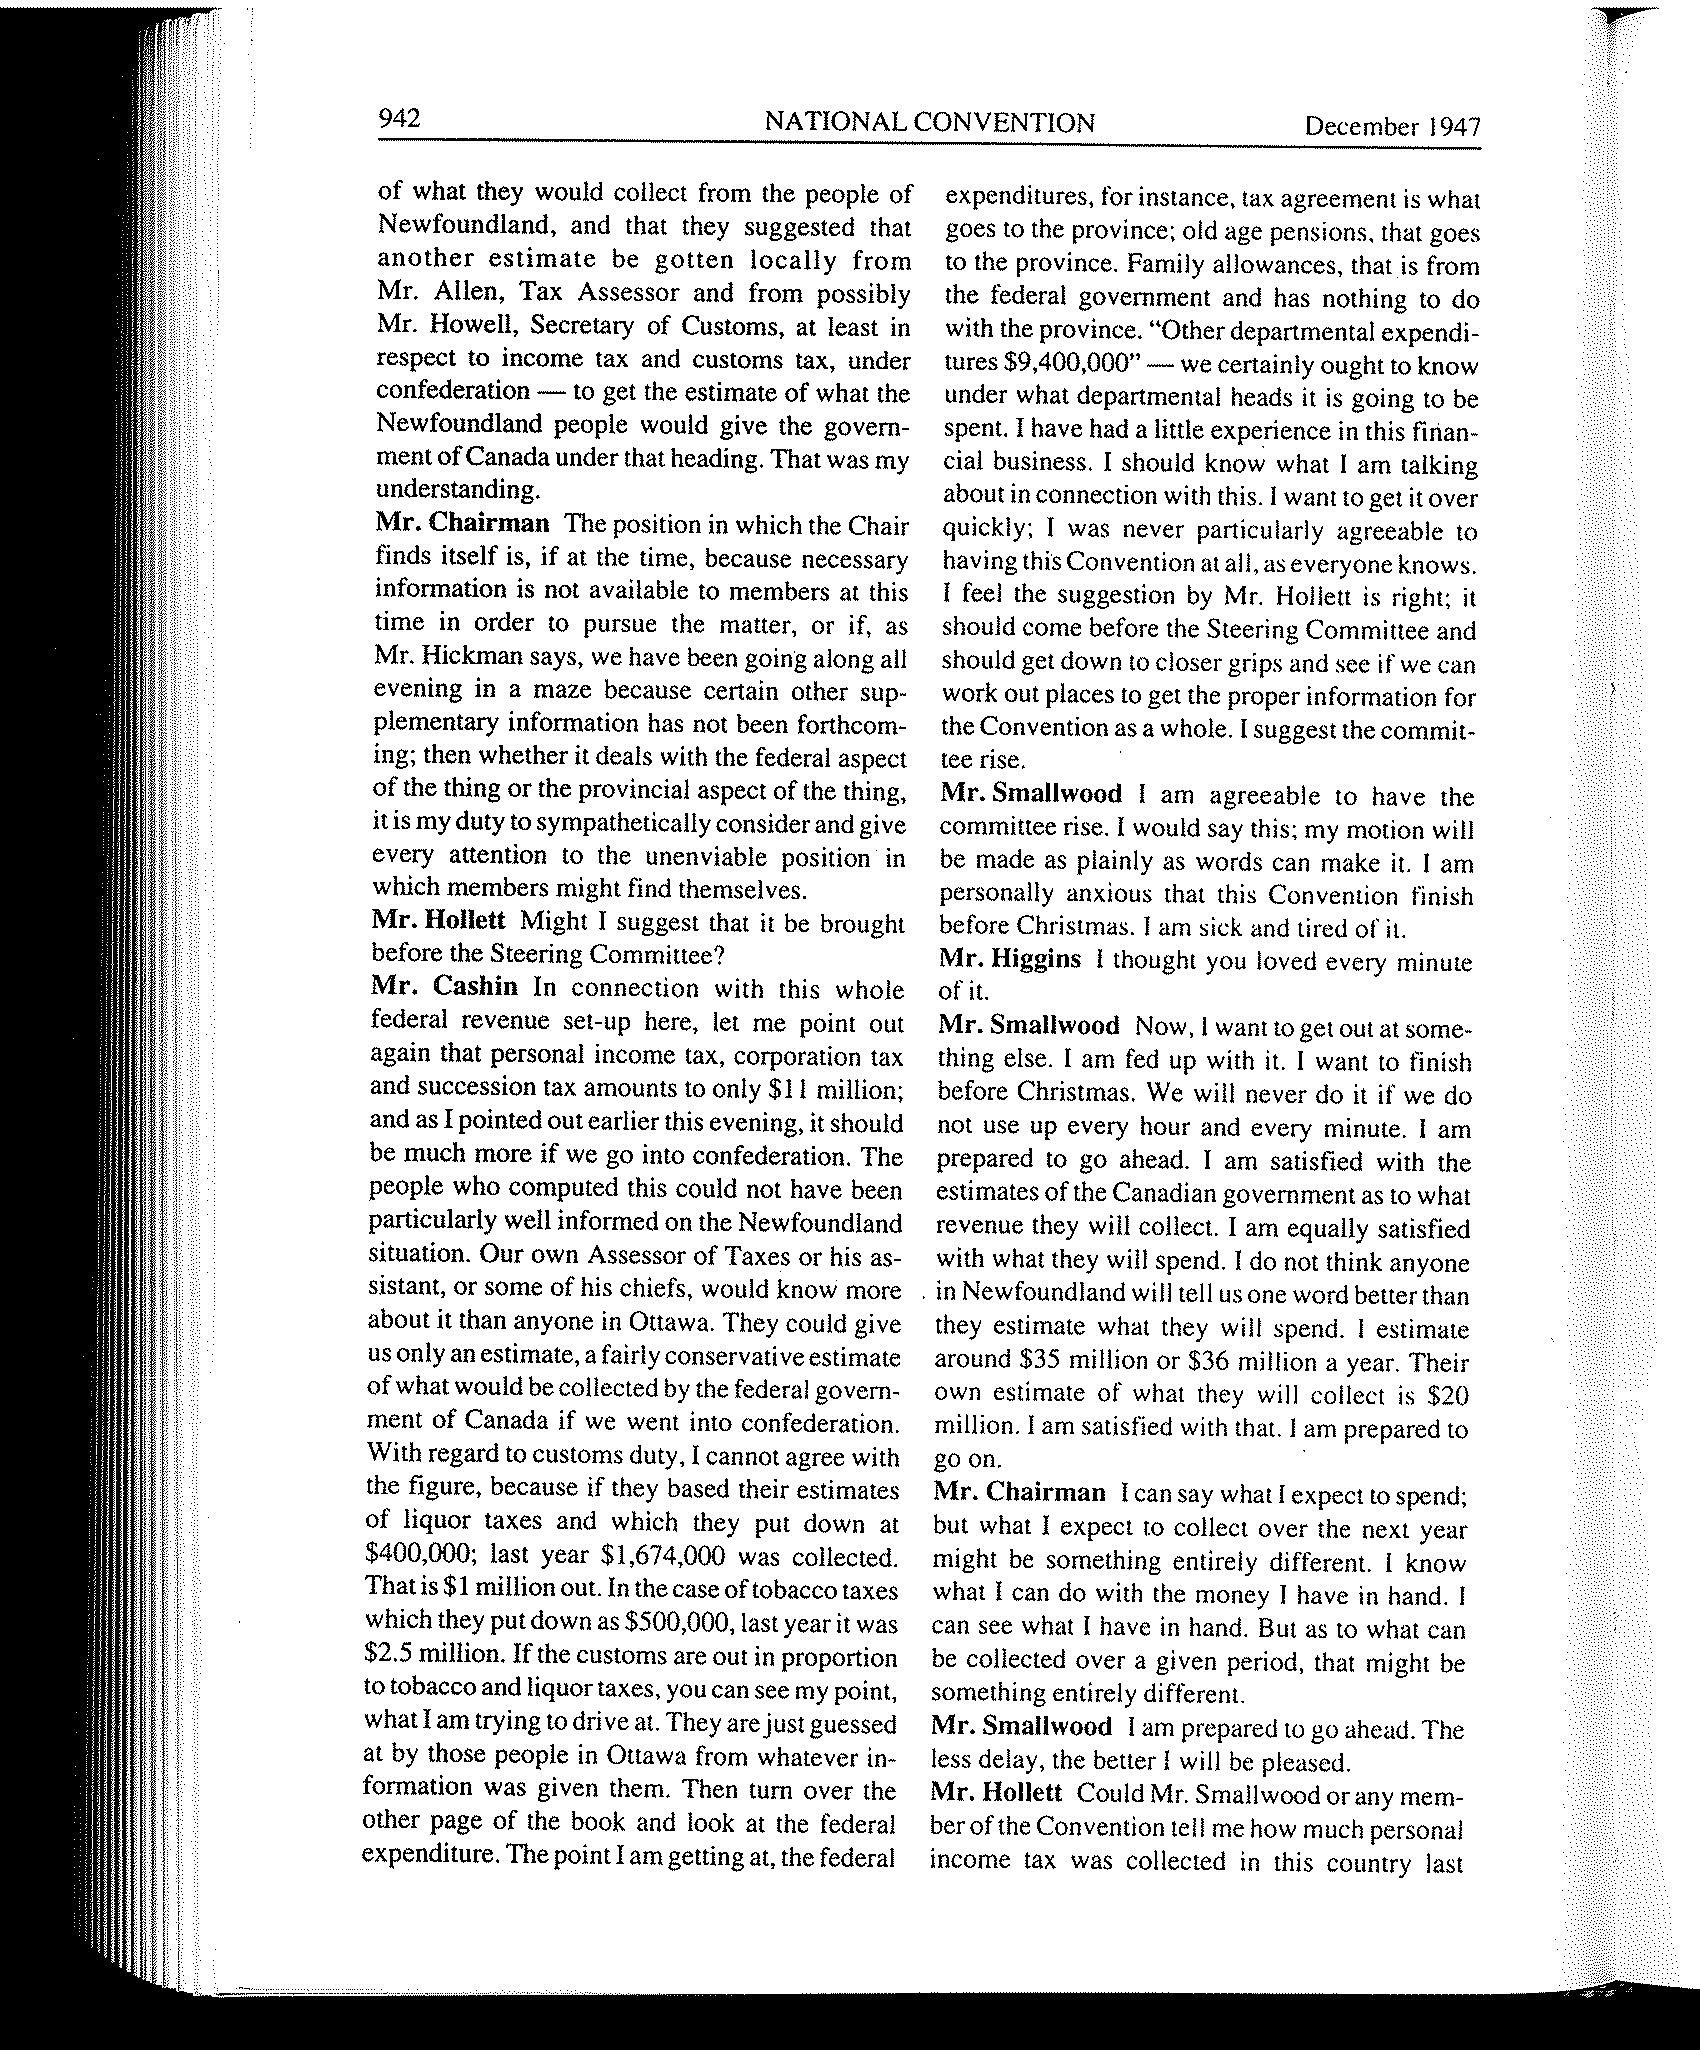 942
NATIONAL CONVENTION
December 1947
of what they would collect from the people of
Newfoundland, and that they suggested that
another estimate be gotten locally from
Mr. Allen, Tax Assessor and from possibly
Mr. Howell, Secretary of Customs, at least in
respect to income tax and customs tax, under
confederation — to get the estimate of what the
Newfoundland people would give the govern-
ment of Canada under that heading. That was my
understanding.
Mr. Chairman The position in which the Chair
finds itself is, if at the time, because necessary
information is not available to members at this
time in order to pursue the matter, or if, as
Mr. Hickman says, we have been going along all
evening in a maze because certain other sup-
plementary information has not been forthcom-
ing; then whether it deals with the federal aspect
of the thing or the provincial aspect of the thing,
it is my duty to sympathetically consider and give
every attention to the unenviable position in
which members might find themselves.
Mr. Hollett Might I suggest that it be brought
before the Steering Committee?
Mr. Cashin In connection with this whole
federal revenue set-up here, let me point out
again that personal income tax, corporation tax
and succession tax amounts to only $11 million;
and as I pointed out earlier this evening, it should
be much more if we go into confederation. The
people who computed this could not have been
particularly well informed on the Newfoundland
situation. Our own Assessor of Taxes or his as-
sistant, or some of his chiefs, would know more
about it than anyone in Ottawa. They could give
us only an estimate, a fairly conservative estimate
of what would be collected by the federal govern-
ment of Canada if we went into confederation.
With regard to customs duty, I cannot agree with
the figure, because if they based their estimates
of liquor taxes and which they put down at
$400,000; last year $1,674,000 was collected.
That is $1 million out. In the case of tobacco taxes
which they put down as $500,000, last year it was
$2.5 million. If the customs are out in proportion
to tobacco and liquor taxes, you can see my point,
what I am trying to drive at. They are just guessed
at by those people in Ottawa from whatever in-
formation was given them. Then turn over the
other page of the book and look at the federal
expenditure. The point I am getting at, the federal
expenditures, for instance, tax agreement is what
goes to the province; old age pensions, that goes
to the province. Family allowances, that is from
the federal government and has nothing to do
with the province. “Other departmental expendi-
tures $9,400,000” — we certainly ought to know
under what departmental heads it is going to be
spent. I have had a little experience in this finan-
cial business. I should know what I am talking
about in connection with this. I want to get it over
quickly; I was never particularly agreeable to
having this Convention at all, as everyone knows.
I feel the suggestion by Mr. Hollett is right; it
should come before the Steering Committee and
should get down to closer grips and see if we can
work out places to get the proper information for
the Convention as a whole. I suggest the commit-
tee rise.
Mr. Smallwood I am agreeable to have the
committee rise. I would say this; my motion will
be made as plainly as words can make it. I am
personally anxious that this Convention finish
before Christmas. I am sick and tired of it.
Mr. Higgins I thought you loved every minute
of it.
Mr. Smallwood Now, I want to get out at some-
thing else. I am fed up with it. I want to finish
before Christmas. We will never do it if we do
not use up every hour and every minute. I am
prepared to go ahead. I am satisfied with the
estimates of the Canadian government as to what
revenue they will collect. I am equally satisfied
with what they will spend. I do not think anyone
in Newfoundland will tell us one word better than
they estimate what they will spend. I estimate
around $35 million or $36 million a year. Their
own estimate of what they will collect is $20
million. I am satisfied with that. I am prepared to
go on.
Mr. Chairman I can say what I expect to spend;
but what I expect to collect over the next year
might be something entirely different. I know
what I can do with the money I have in hand. I
can see what I have in hand. But as to what can
be collected over a given period, that might be
something entirely different.
Mr. Smallwood I am prepared to go ahead. The
less delay, the better I will be pleased.
Mr. Hollett Could Mr. Smallwood or any mem-
ber of the Convention tell me how much personal
income tax was collected in this country last